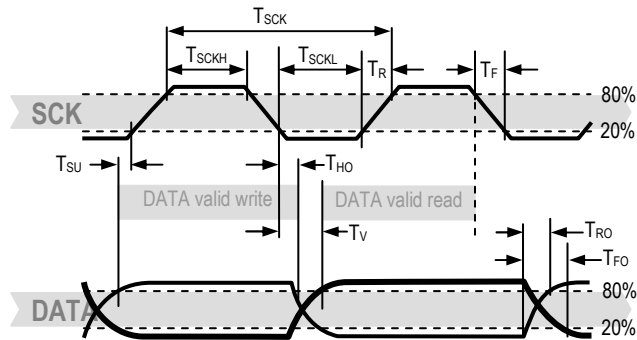 TSCK
TSCKH TSCKL TR TF
80%
SCK
20%
TSU THO
DATA valid write DATA valid read
TV
TRO
TFO
80%
DATA
20%